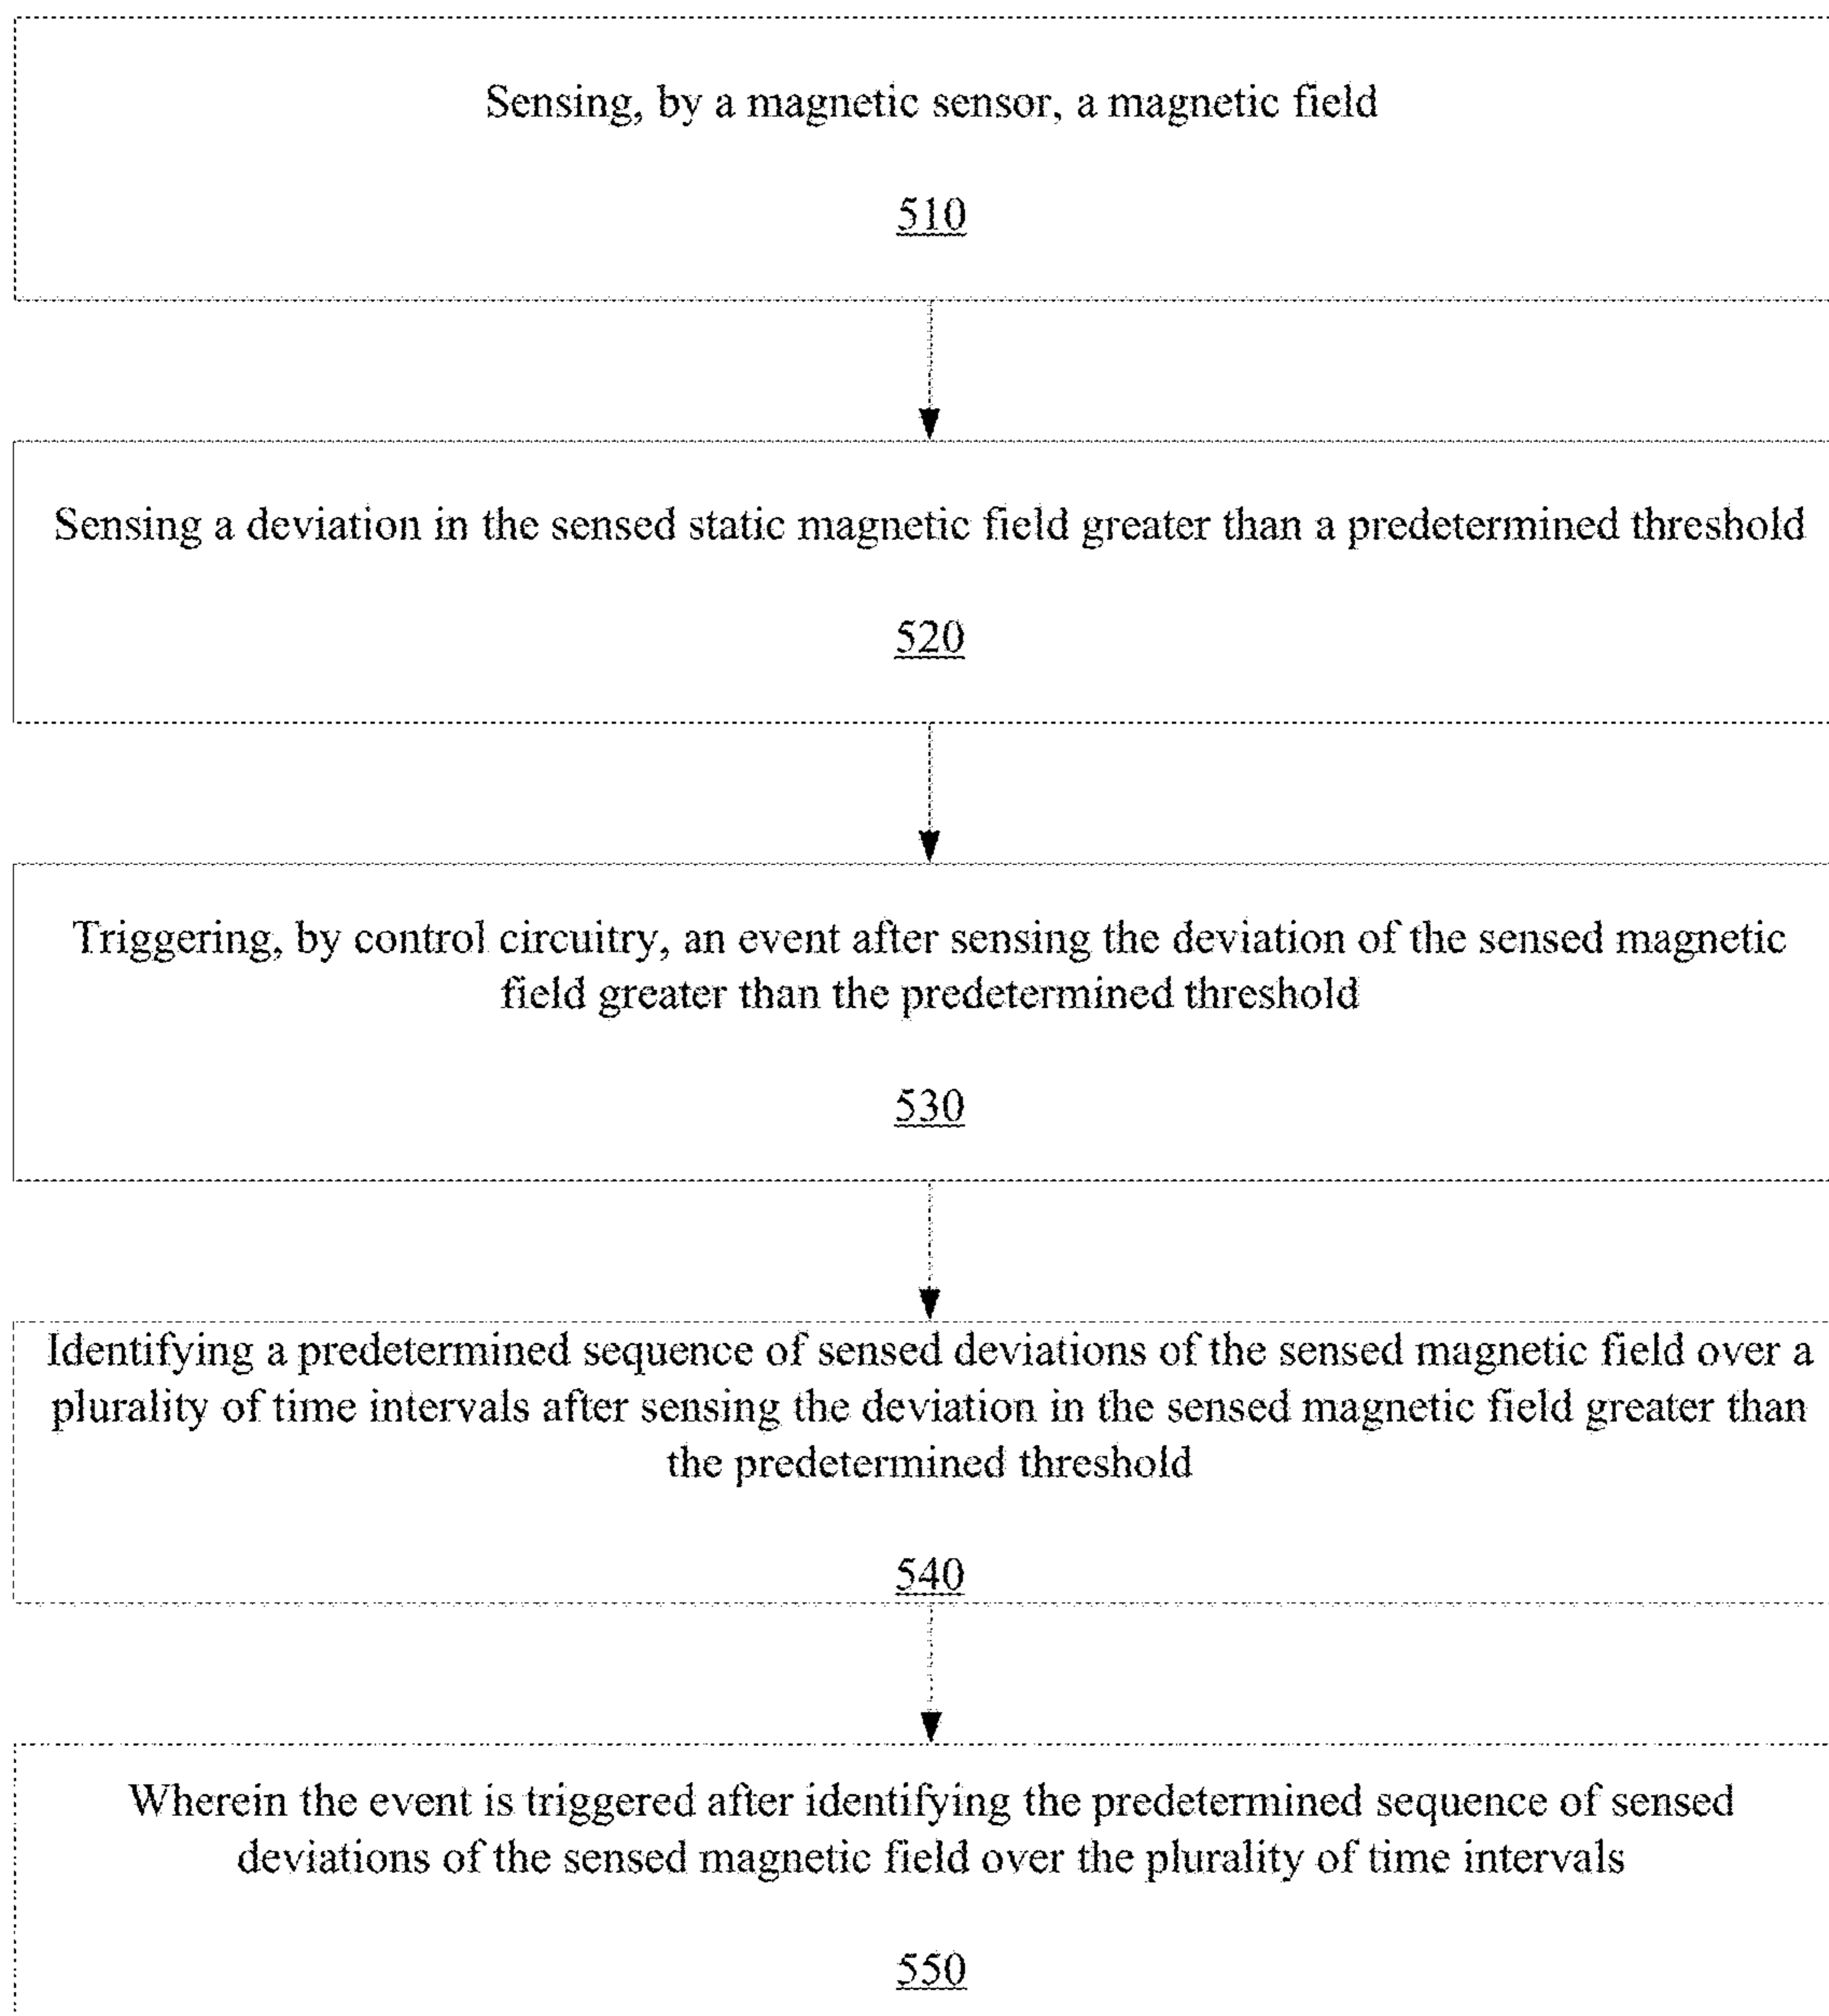 Sensing, by a magnetic sensor, a magnetic field
510
Sensing a deviation in the sensed static magnetic field greater than a predetermined threshold
520
Triggering, by control circuitry, an event after sensing the deviation of the sensed magnetic
field greater than the predetermined threshold
530
Identifying a predetermined sequence of sensed deviations of the sensed magnetic field over a
plurality of time intervals after sensing the deviation in the sensed magnetic field greater than
the predetermined threshold
540
Wherein the event is triggered after identifying the predetermined sequence of sensed
deviations of the sensed magnetic field over the plurality of time intervals
550